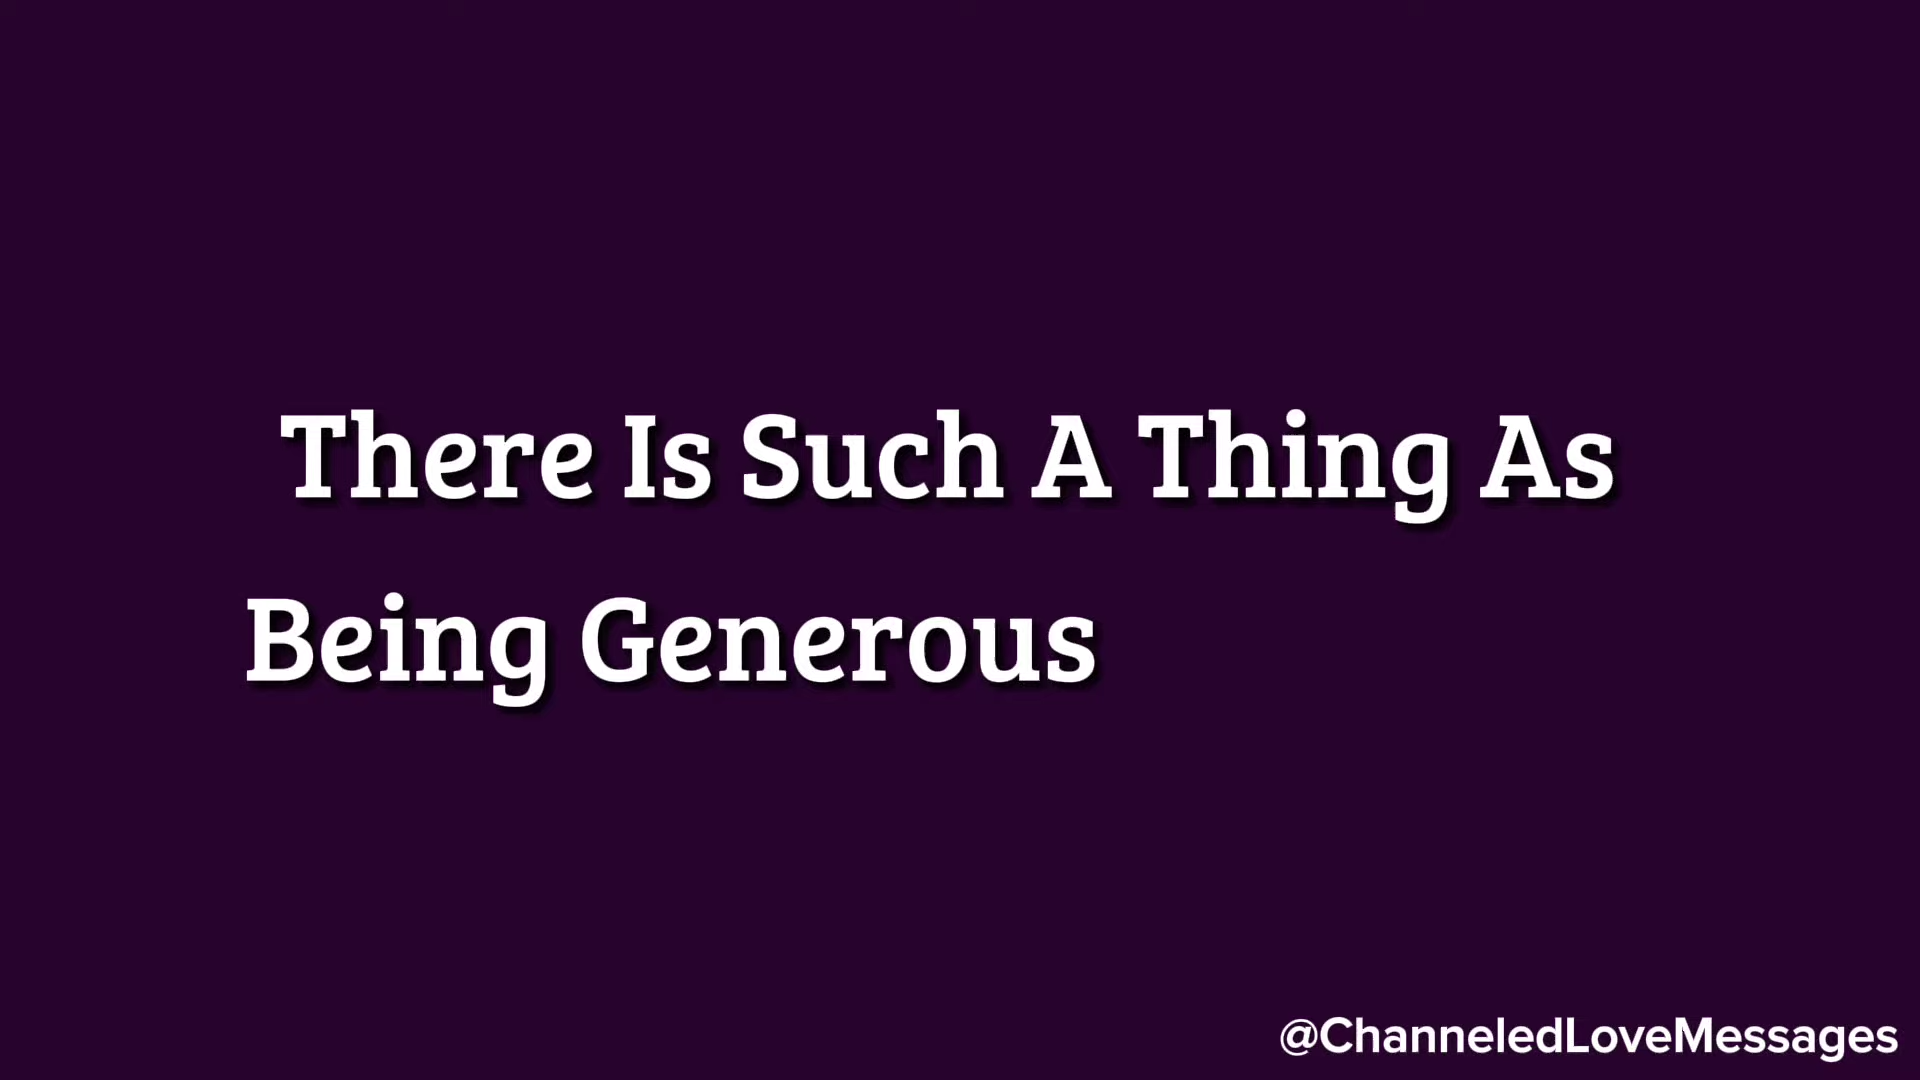 There Is Such A Thing As
Being Generous
@ChanneledLoveMessages